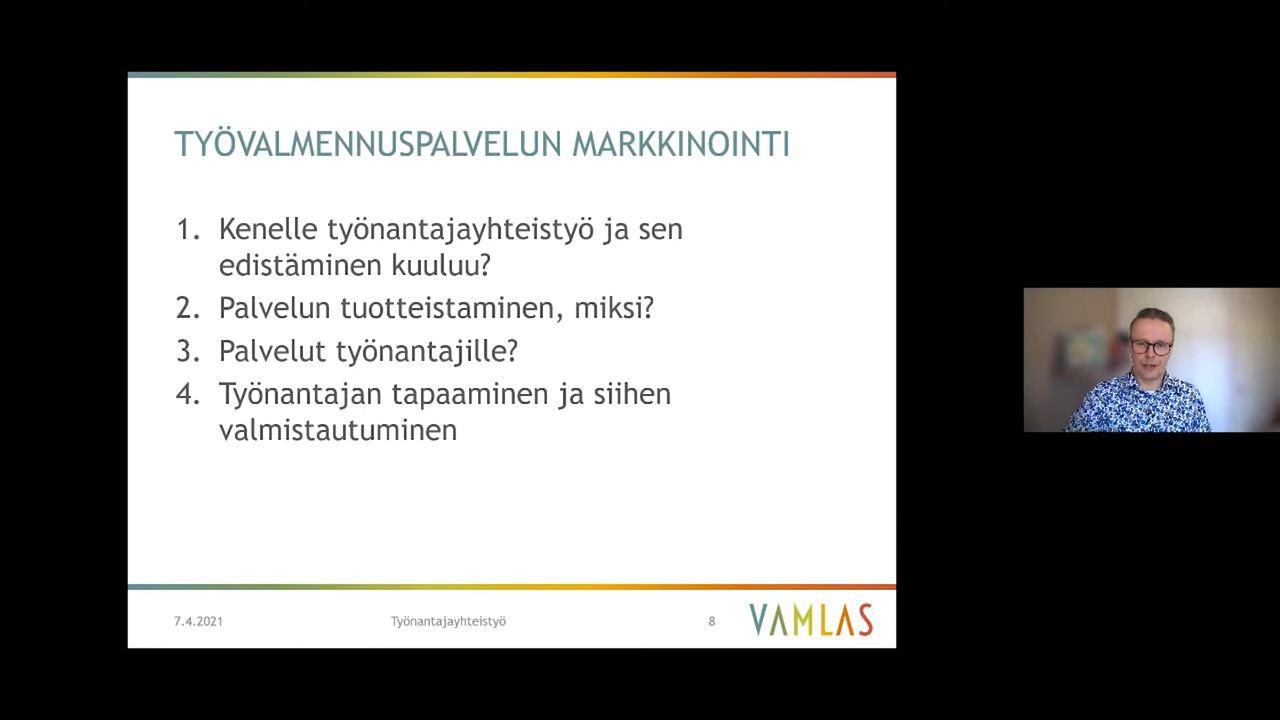 TYÖVALMENNUSPALVELUN MARKKINOINTI
1. Kenelle työnantajayhteistyö ja sen
edistäminen kuuluu?
2. Palvelun tuotteistaminen, miksi?
3. Palvelut työnantajille?
4. Työnantajan tapaaminen ja siihen
valmistautuminen
7.4.2021
Työnantajayhteistyö
8
VAMLAS